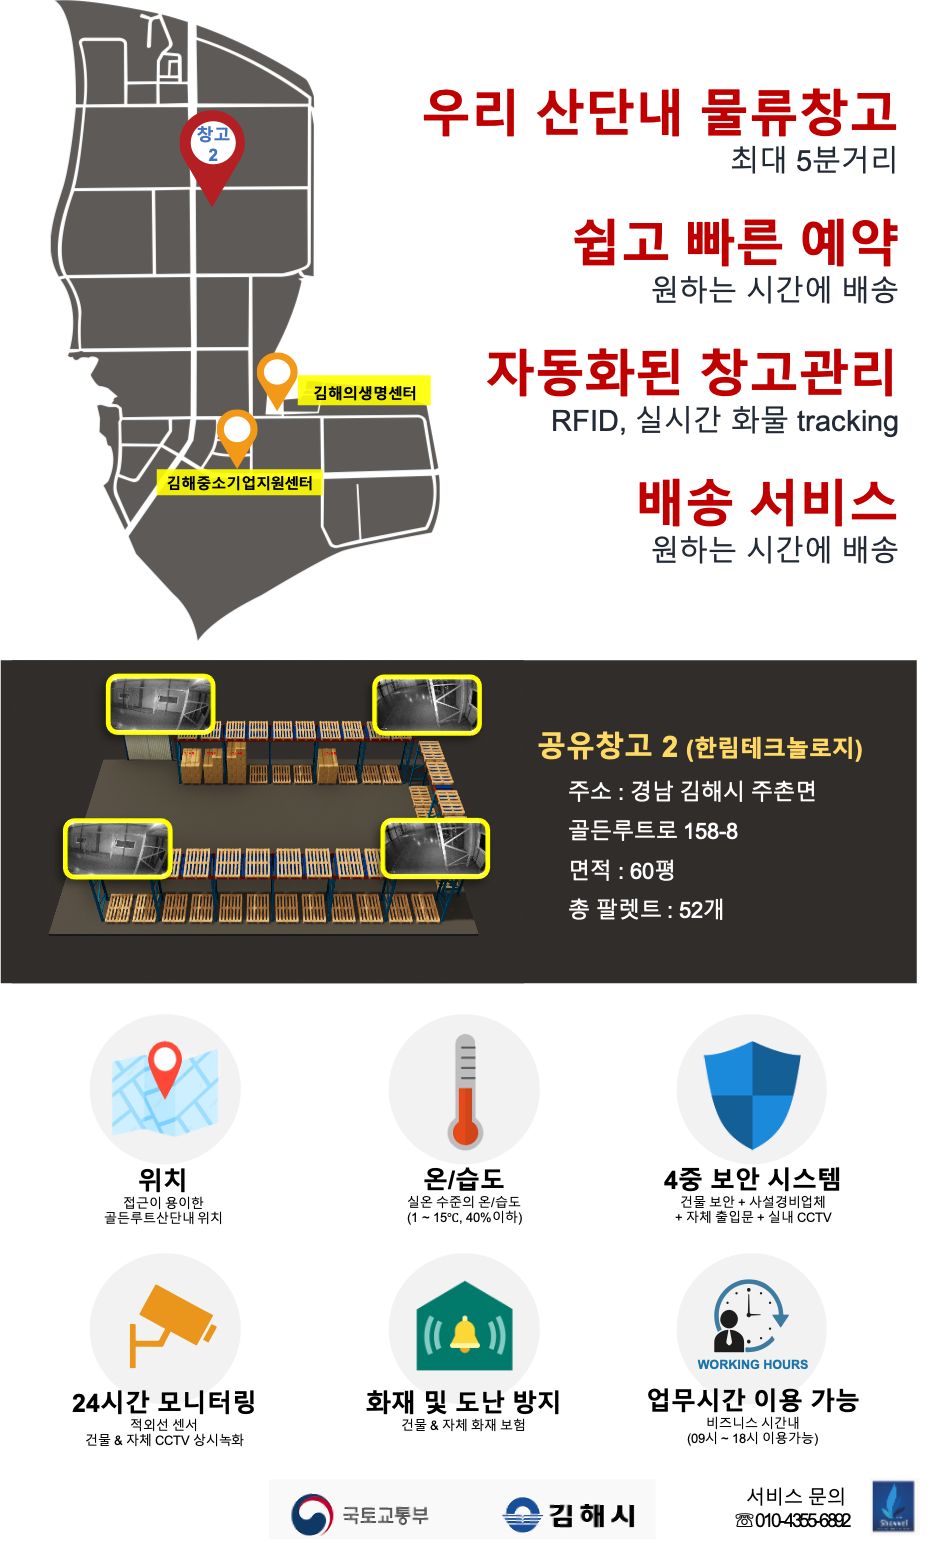 창고
2
우리 산단내 물류창고
최대 5분거리
쉽고 빠른 예약
원하는 시간에 배송
자동화된 창고관리
RFID, 실시간 화물 tracking
배송 서비스
원하는 시간에 배송
김해의생명센터
김해중소기업지원센터
공유창고 2 (한림테크놀로지)
주소 : 경남 김해시 주촌면
골든루트로 158-8
면적 : 60평
총 팔렛트 : 52개
위치
접근이 용이한
골든루트산단내 위치
온/습도
실온 수준의 온/습도
(1 ~ 15℃, 40%이하)
4중 보안 시스템
건물 보안 + 사설경비업체
+ 자체 출입문 + 실내 CCTV
24시간 모니터링
적외선 센서
건물 & 자체 CCTV 상시녹화
화재 및 도난 방지
건물 & 자체 화재 보험
WORKING HOURS
업무시간 이용 가능
비즈니스 시간내
(09시 ~ 18시 이용가능)
국토교통부
김해시
서비스 문의
☏010-4355-6892